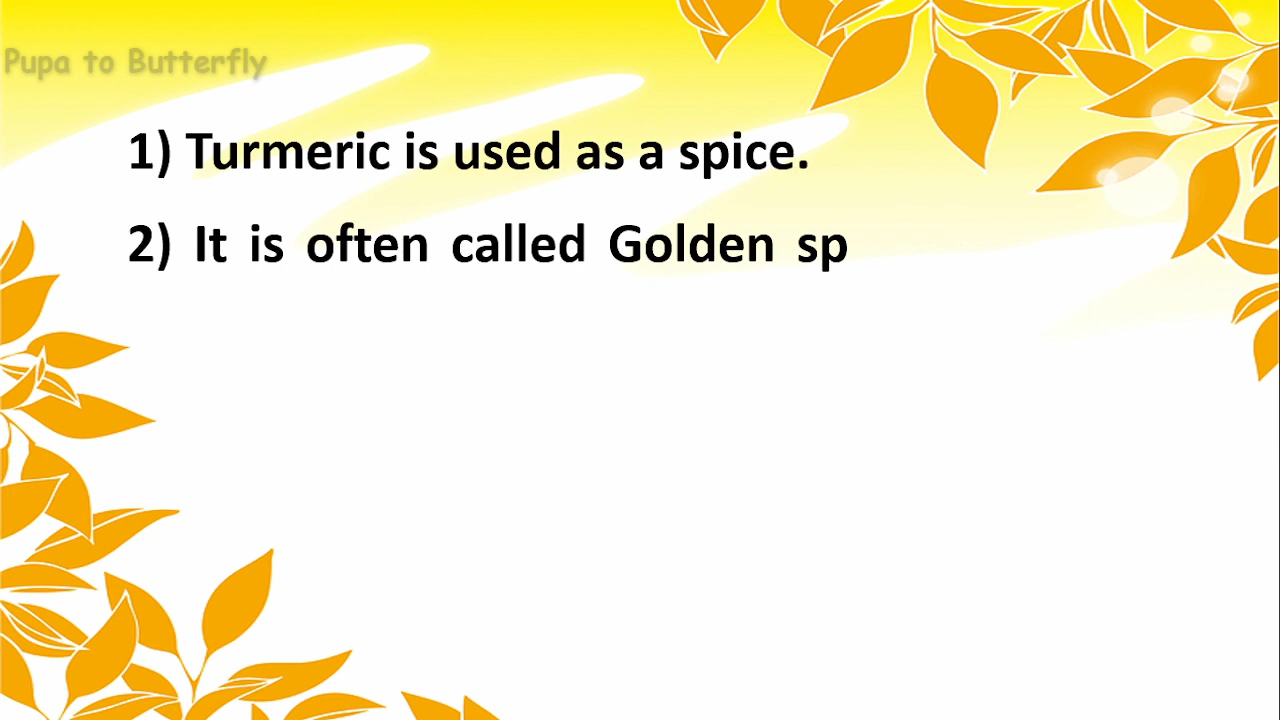 Pupa to Butterfly
1) Turmeric is used as a spice.
2) It is often called Golden sp